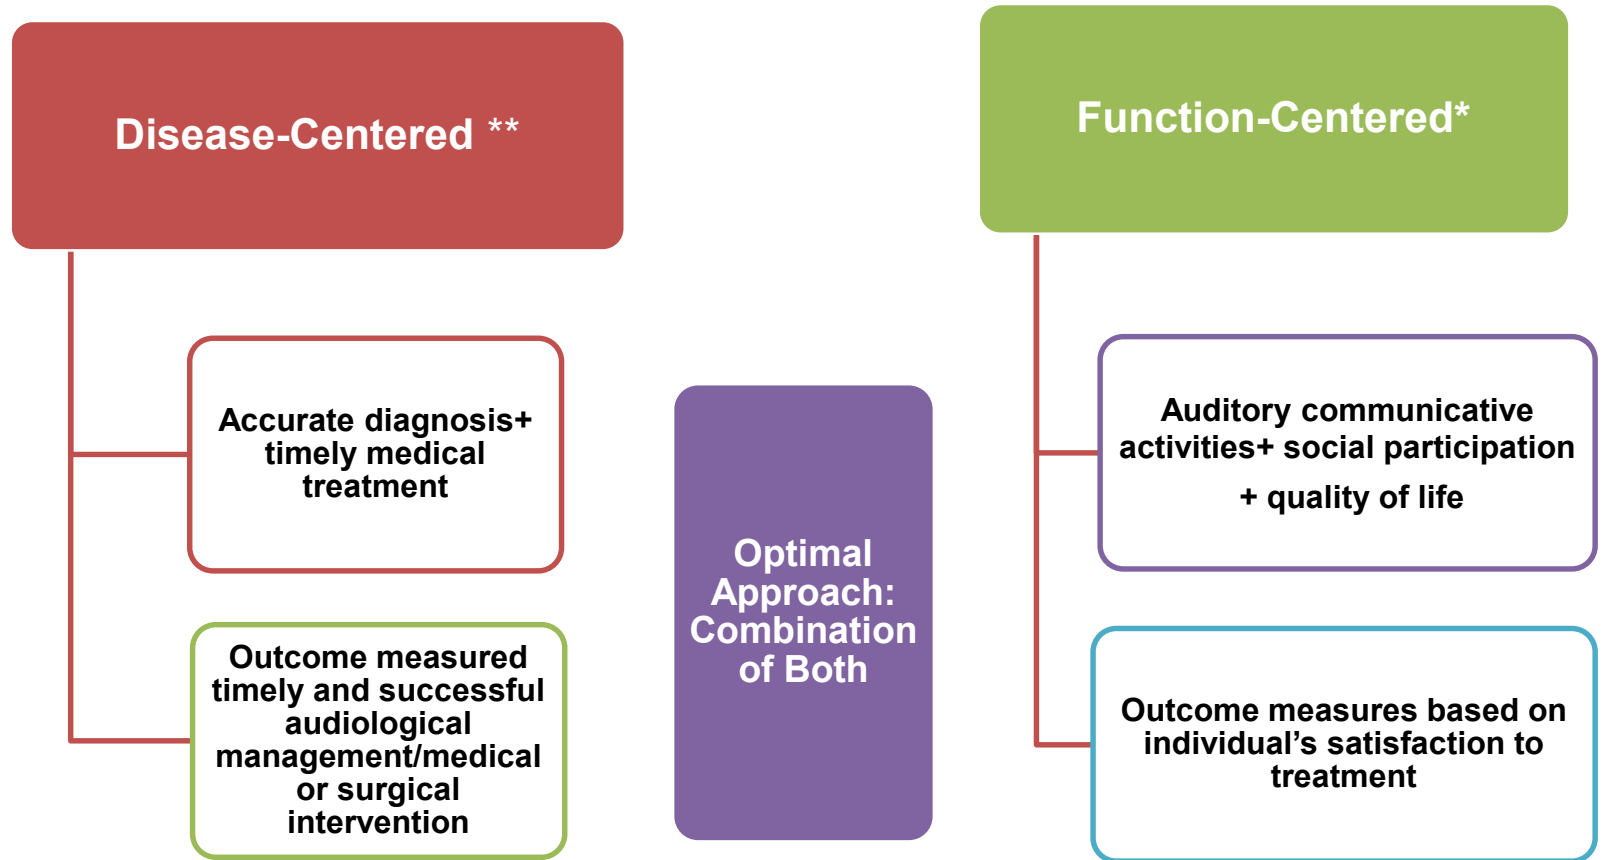 Disease-Centered **
Accurate diagnosis+
timely medical
treatment
Outcome measured
timely and successful
audiological
management/medical
or surgical
intervention
Optimal
Approach:
Combination
of Both
Function-Centered*
Auditory communicative
activities+ social participation
+ quality of life
Outcome measures based on
individual’s satisfaction to
treatment